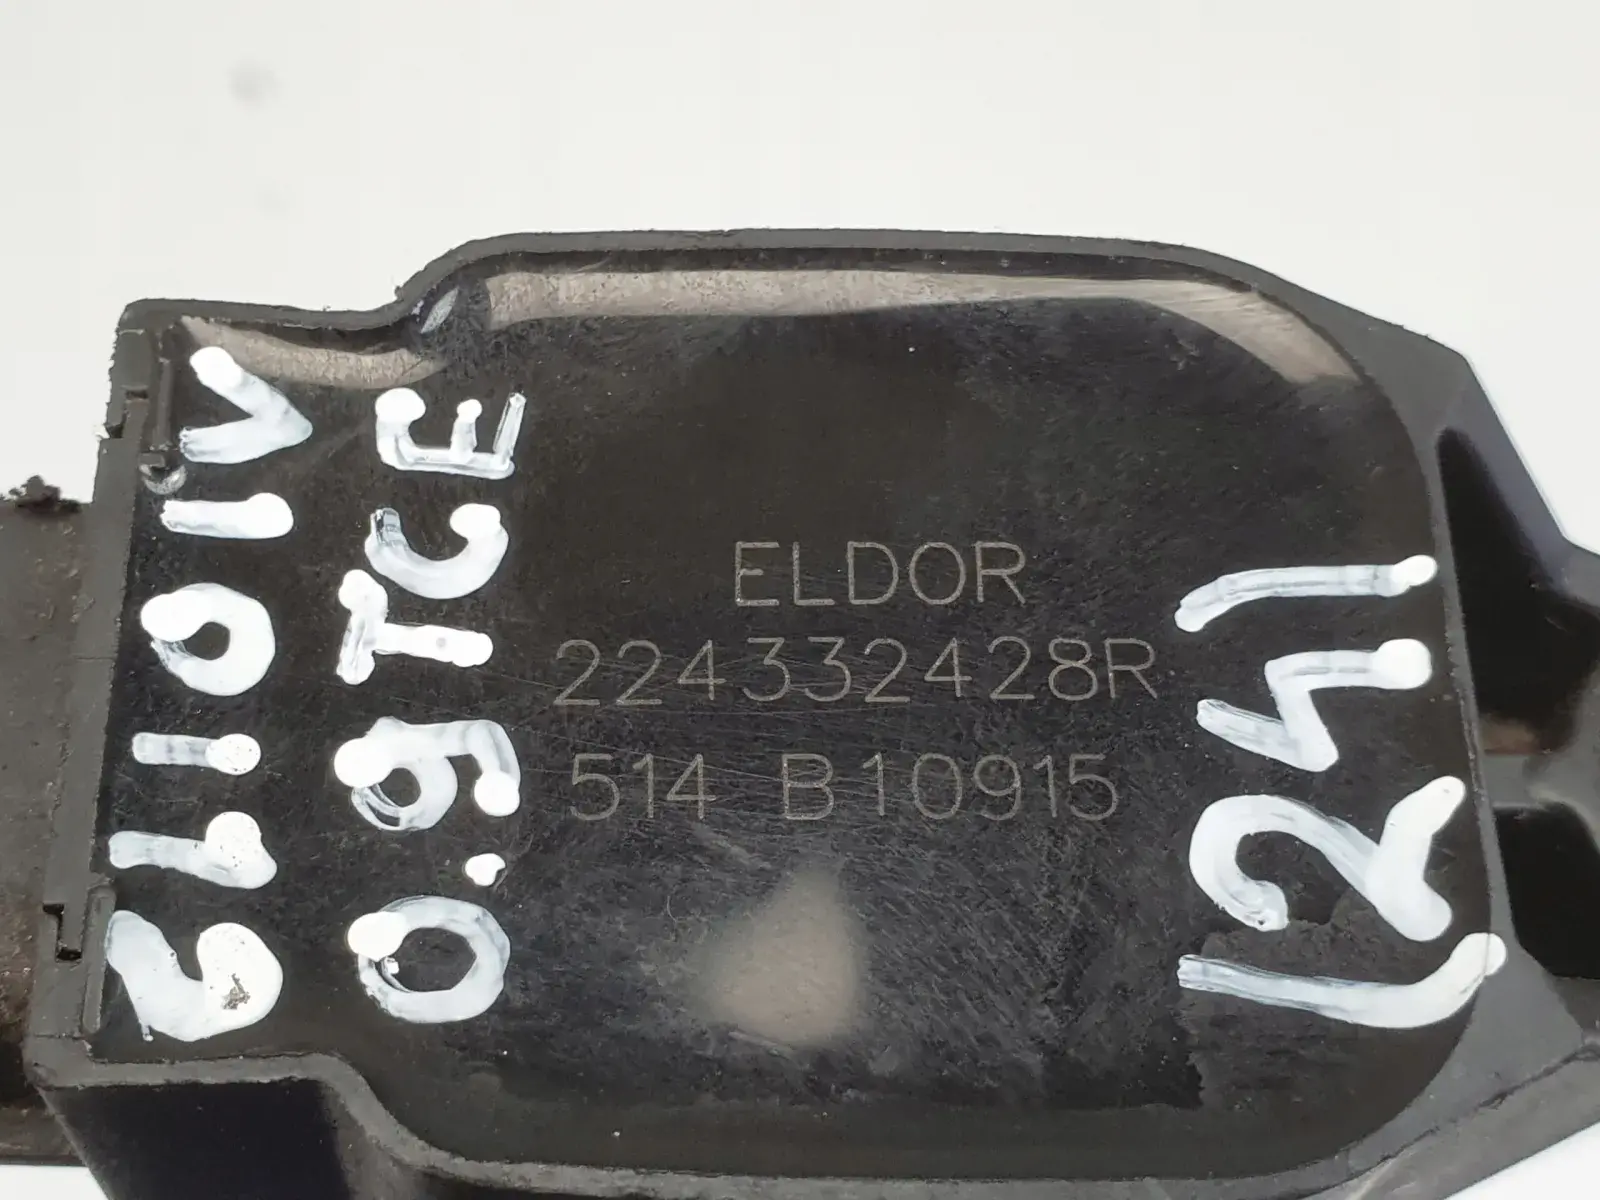 ELDOR
224332428R
514 B10915
CLIO IV
0.9TCE
1241